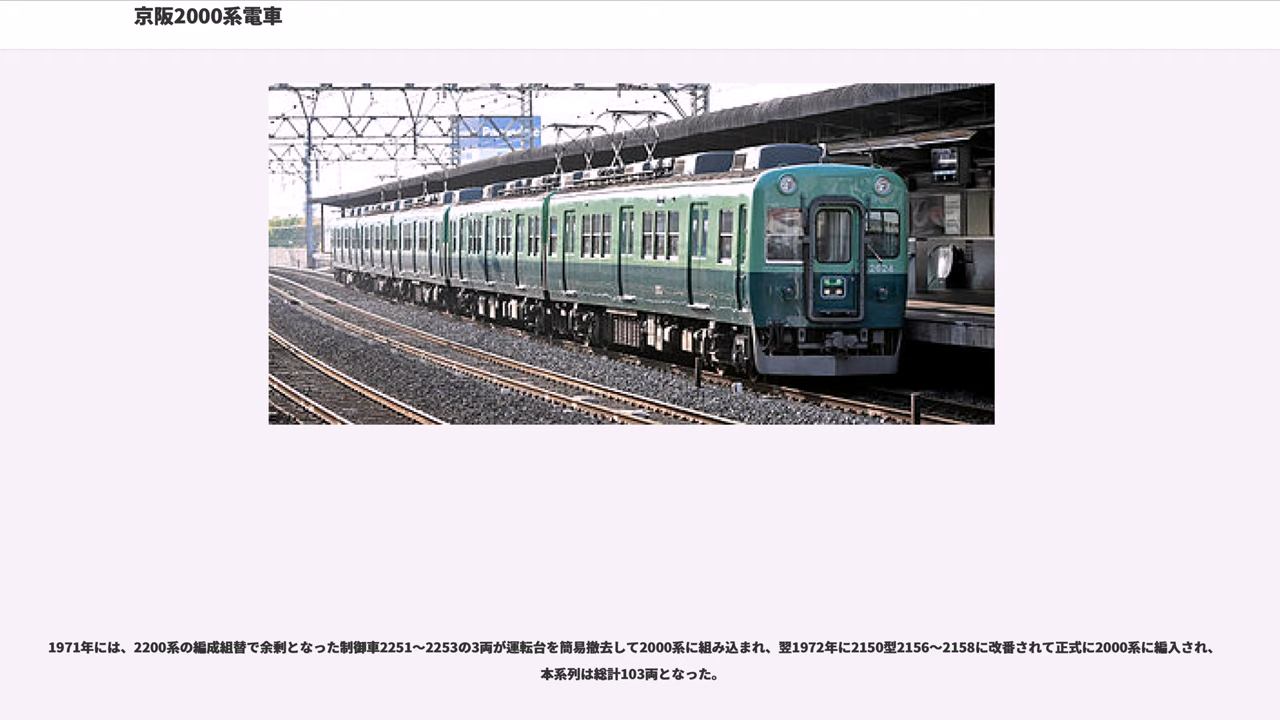 京阪2000系電車
2624
1971年には、2200系の編成組替で余剰となった制御車2251〜2253の3両が運転台を簡易撤去して2000系に組み込まれ、翌1972年に2150型2156〜2158に改番されて正式に2000系に編入され、
本系列は総計103両となった。